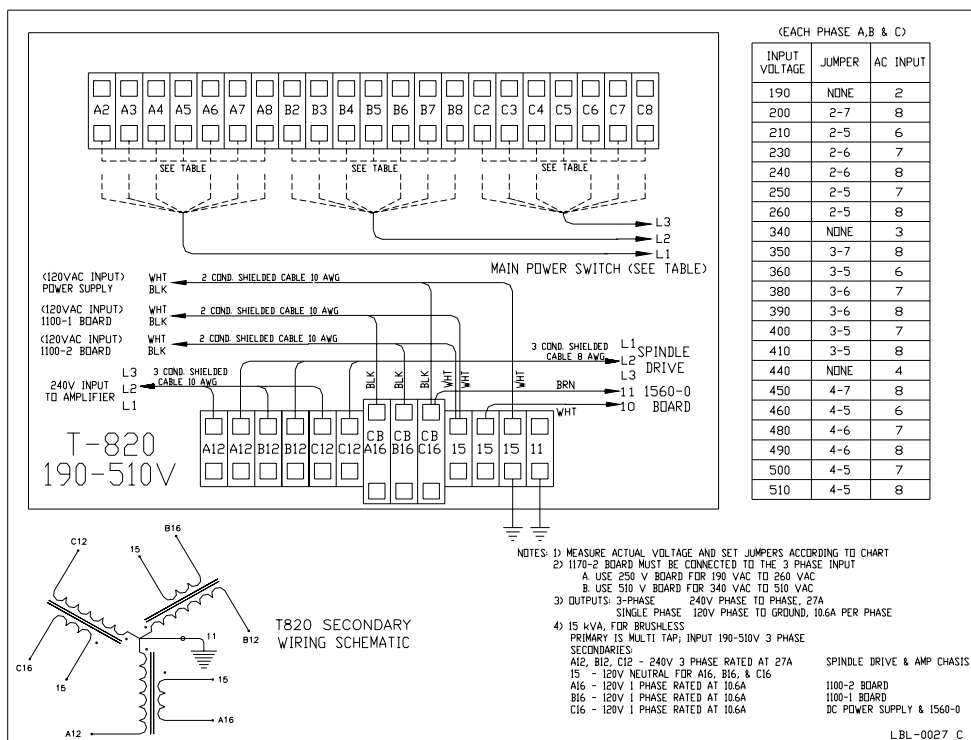 (EACH PHASE A,B & C)
INPUT VOLTAGE JUMPER AC INPUT
190 NONE 2
200 2-7 8
210 2-5 6
230 2-6 7
240 2-6 8
250 2-5 7
260 2-5 8
340 NONE 3
350 3-7 8
360 3-5 6
380 3-6 7
390 3-6 8
400 3-5 7
410 3-5 8
440 NONE 4
450 4-7 8
460 4-5 6
480 4-6 7
490 4-6 8
500 4-5 7
510 4-5 8
A2 A3 A4 A5 A6 A7 A8 B2 B3 B4 B5 B6 B7 B8 C2 C3 C4 C5 C6 C7 C8
SEE TABLE SEE TABLE SEE TABLE
L3
L2
L1
MAIN POWER SWITCH (SEE TABLE)
(120VAC INPUT) WHT 2 COND. SHIELDED CABLE 10 AWG
POWER SUPPLY BLK
(120VAC INPUT) WHT 2 COND. SHIELDED CABLE 10 AWG
1100-1 BOARD BLK
(120VAC INPUT) WHT 2 COND. SHIELDED CABLE 10 AWG
1100-2 BOARD BLK
3 COND. SHIELDED CABLE 8 AWG
L1
L2 SPINDLE
L3 DRIVE
L3 3 COND. SHIELDED
240V INPUT L2 CABLE 10 AWG
TO AMPLIFIER
L1
BLK BLK BLK WHT WHT WHT
BRN 11 1560-0
WHT 10 BOARD
T-820
190-510V
A12 A12 B12 B12 C12 C12 CB A16 CB B16 CB C16 15 15 15 11
C12
15
B16
B12
11
C16
15
15
A16
A12
T820 SECONDARY
WIRING SCHEMATIC
NOTES: 1) MEASURE ACTUAL VOLTAGE AND SET JUMPERS ACCORDING TO CHART
2) 1170-2 BOARD MUST BE CONNECTED TO THE 3 PHASE INPUT
A. USE 250 V BOARD FOR 190 VAC TO 260 VAC
B. USE 510 V BOARD FOR 340 VAC TO 510 VAC
3) OUTPUTS: 3-PHASE 240V PHASE TO PHASE, 27A
SINGLE PHASE 120V PHASE TO GROUND, 10.6A PER PHASE
4) 15 kVA, FOR BRUSHLESS
PRIMARY IS MULTI TAP; INPUT 190-510V 3 PHASE
SECONDARIES:
A12, B12, C12 - 240V 3 PHASE RATED AT 27A SPINDLE DRIVE & AMP CHASIS
15 - 120V NEUTRAL FOR A16, B16, & C16
A16 - 120V 1 PHASE RATED AT 10.6A 1100-2 BOARD
B16 - 120V 1 PHASE RATED AT 10.6A 1100-1 BOARD
C16 - 120V 1 PHASE RATED AT 10.6A DC POWER SUPPLY & 1560-0
LBL-0027 C